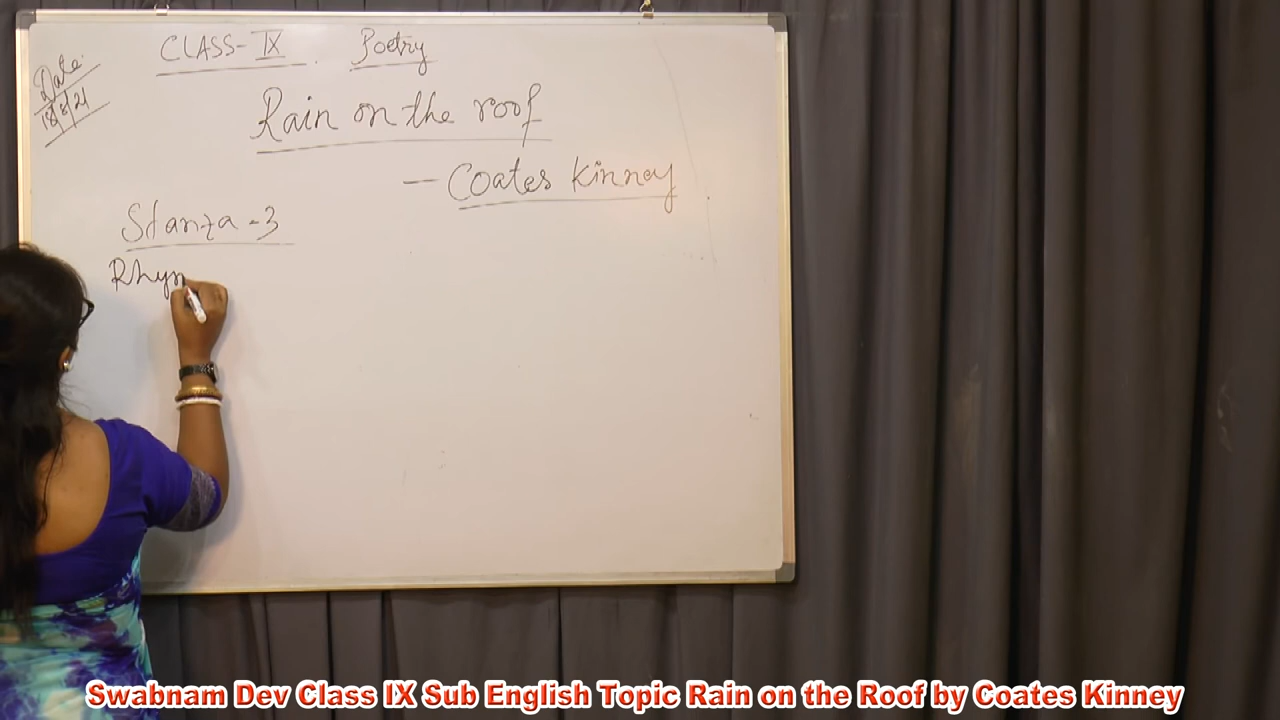 CLASS-IX Poetry
Date:
18/8/21
Rain on the roof
- Coates Kinney
Stanza-3
Rhym
Swabnam Dev Class IX Sub English Topic Rain on the Roof by Coates Kinney